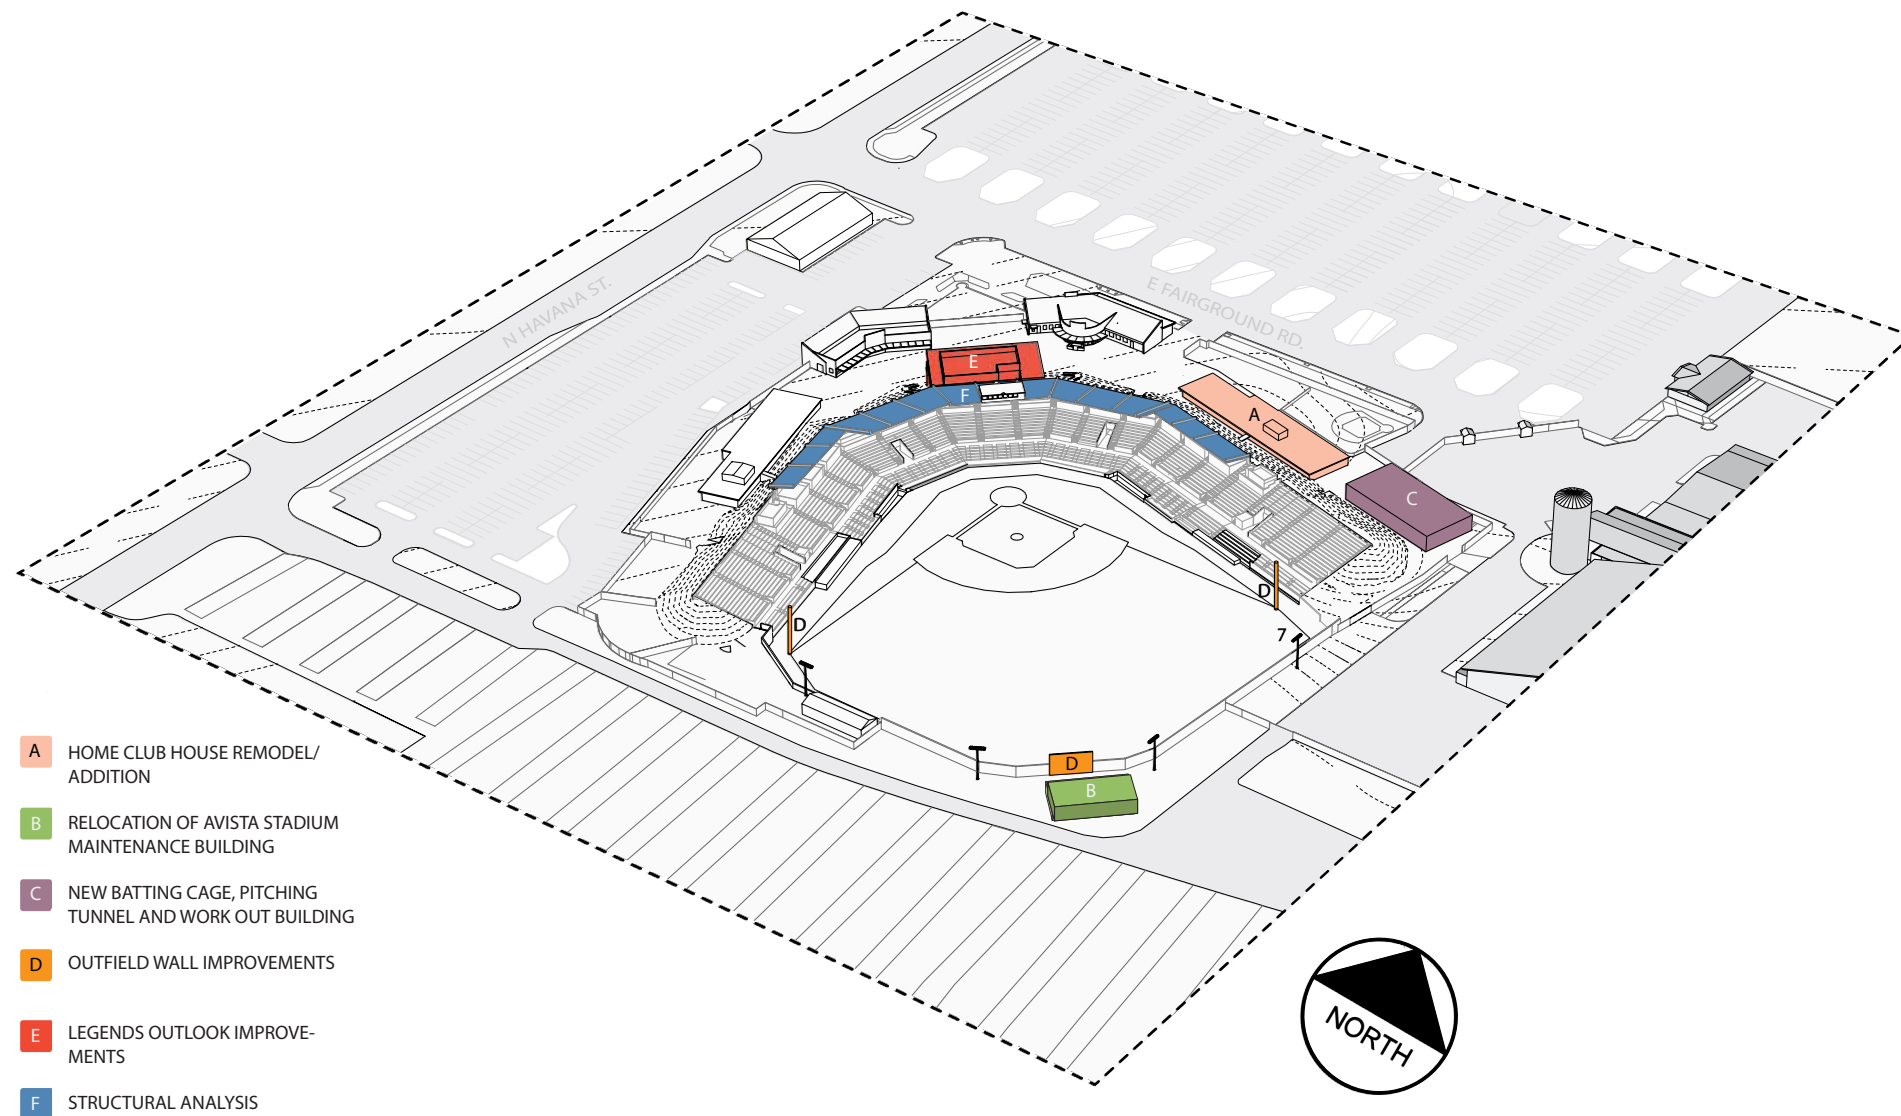 N HAVANA ST.
E FAIRGROUND RD.
E
F
A
C
D
D
7
D
B
A HOME CLUB HOUSE REMODEL/
ADDITION
B RELOCATION OF AVISTA STADIUM
MAINTENANCE BUILDING
C NEW BATTING CAGE, PITCHING
TUNNEL AND WORK OUT BUILDING
D OUTFIELD WALL IMPROVEMENTS
E LEGENDS OUTLOOK IMPROVE-
MENTS
F STRUCTURAL ANALYSIS
NORTH